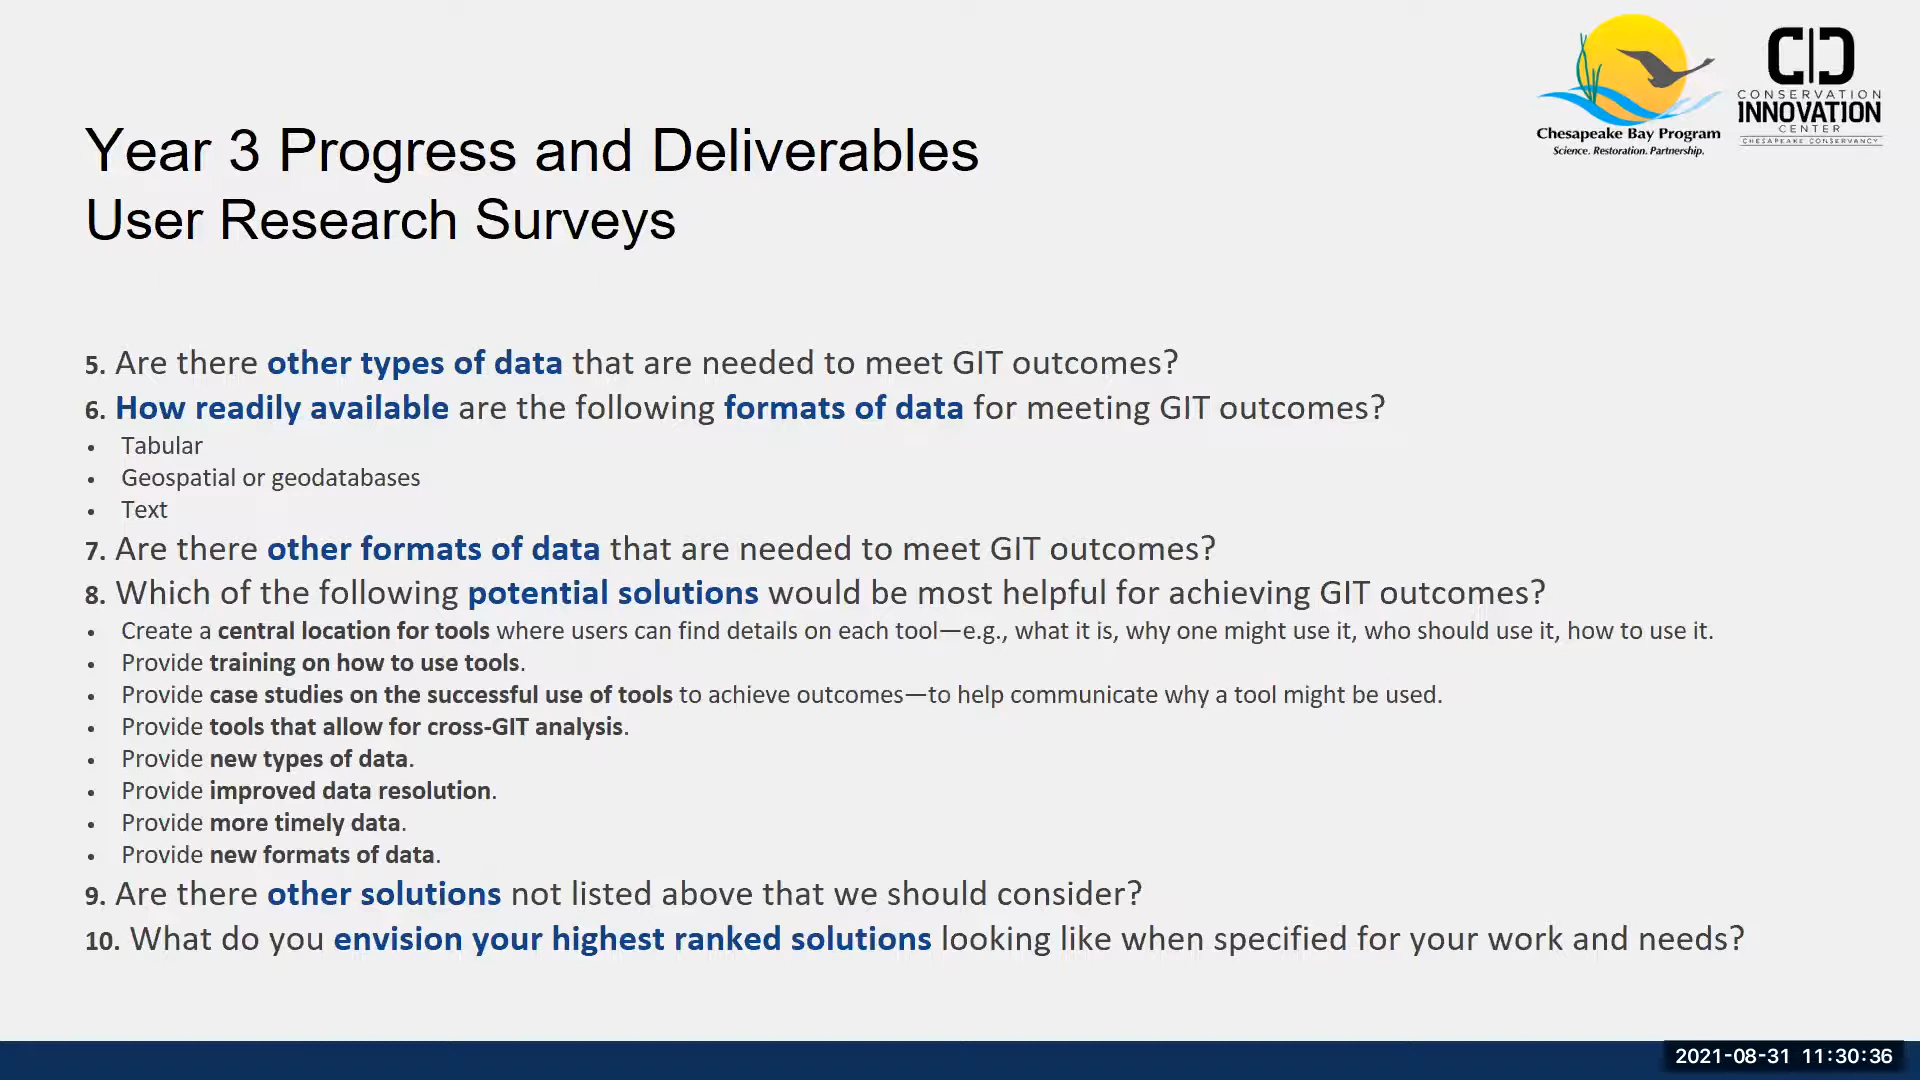 Chesapeake Bay Program
Science. Restoration. Partnership.
CONSERVATION
INNOVATION
CENTER
CHESAPEAKE CONSERVANCY
Year 3 Progress and Deliverables
User Research Surveys
5. Are there other types of data that are needed to meet GIT outcomes?
6. How readily available are the following formats of data for meeting GIT outcomes?
• Tabular
• Geospatial or geodatabases
• Text
7. Are there other formats of data that are needed to meet GIT outcomes?
8. Which of the following potential solutions would be most helpful for achieving GIT outcomes?
• Create a central location for tools where users can find details on each tool—e.g., what it is, why one might use it, who should use it, how to use it.
• Provide training on how to use tools.
• Provide case studies on the successful use of tools to achieve outcomes—to help communicate why a tool might be used.
• Provide tools that allow for cross-GIT analysis.
• Provide new types of data.
• Provide improved data resolution.
• Provide more timely data.
• Provide new formats of data.
9. Are there other solutions not listed above that we should consider?
10. What do you envision your highest ranked solutions looking like when specified for your work and needs?
2021-08-31 11:30:36